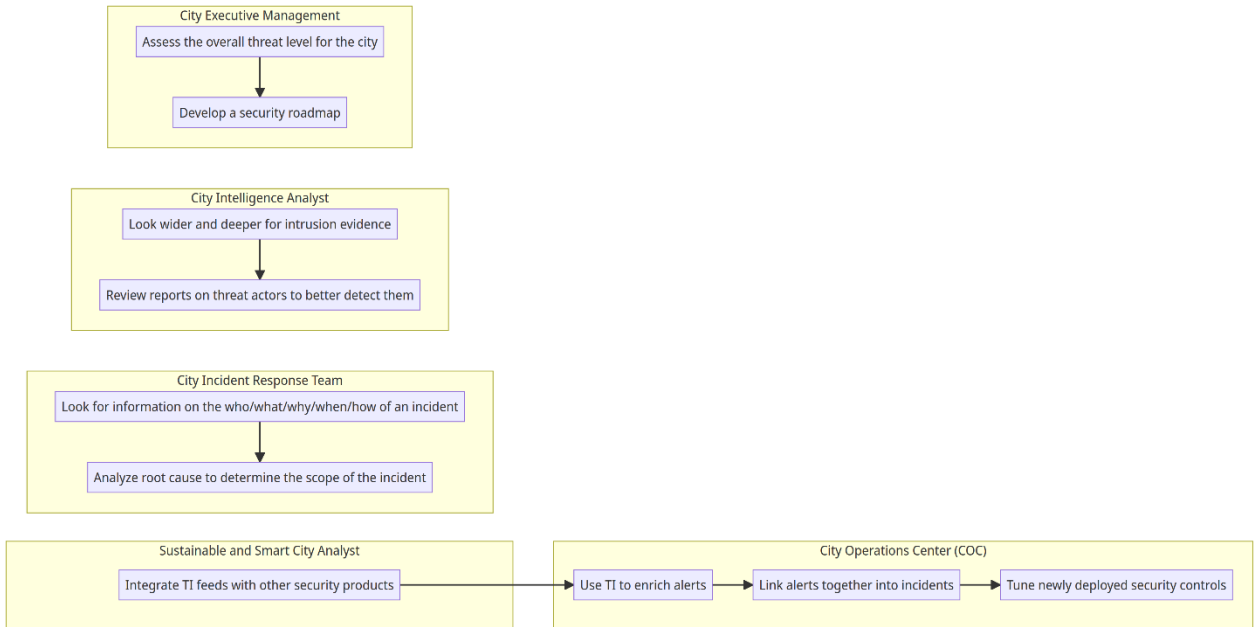 City Executive Management
Assess the overall threat level for the city
Develop a security roadmap
City Intelligence Analyst
Look wider and deeper for intrusion evidence
Review reports on threat actors to better detect them
City Incident Response Team
Look for information on the who/what/why/when/how of an incident
Analyze root cause to determine the scope of the incident
Sustainable and Smart City Analyst
Integrate TI feeds with other security products
City Operations Center (COC)
Use TI to enrich alerts
Link alerts together into incidents
Tune newly deployed security controls